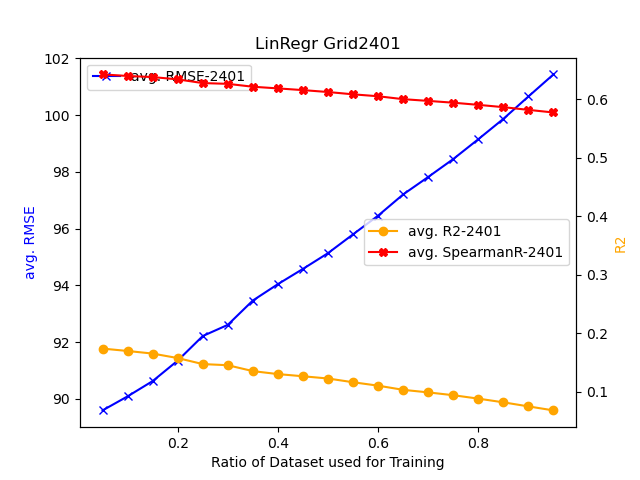 LinRegr Grid2401
avg. RMSE-2401
avg. R2-2401
avg. SpearmanR-2401
avg. RMSE
102
100
98
96
94
92
90
0.6
0.5
0.4
0.3
0.2
0.1
R2
0.2 0.4 0.6 0.8
Ratio of Dataset used for Training